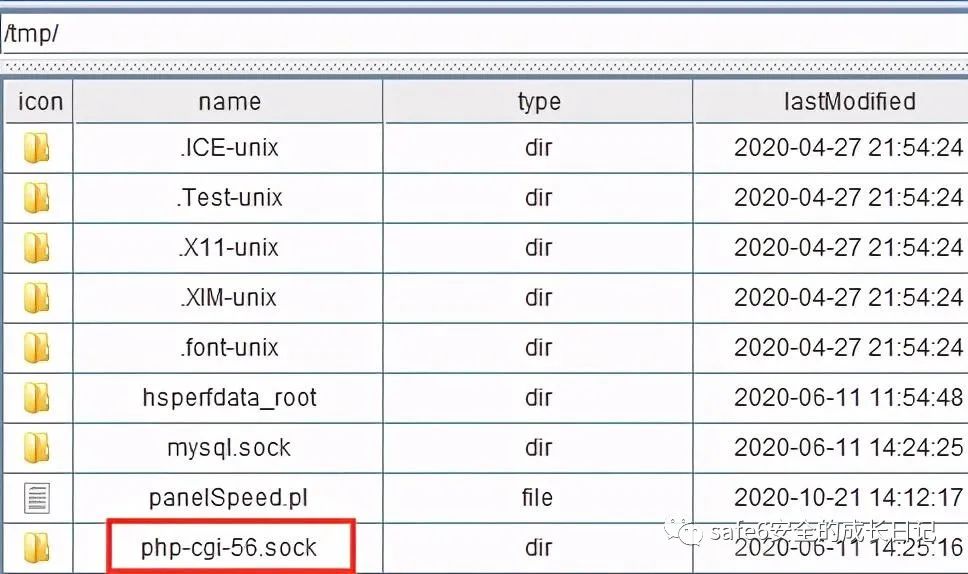 /tmp/
icon name type lastModified
.ICE-unix dir 2020-04-27 21:54:24
.Test-unix dir 2020-04-27 21:54:24
.X11-unix dir 2020-04-27 21:54:24
.XIM-unix dir 2020-04-27 21:54:24
.font-unix dir 2020-04-27 21:54:24
hsperfdata_root dir 2020-06-11 11:54:48
mysql.sock dir 2020-06-11 14:24:25
panelSpeed.pl file 2020-10-21 14:12:17
php-cgi-56.sock dir 2020-06-11 14:25:16
safe6安全的成长日记